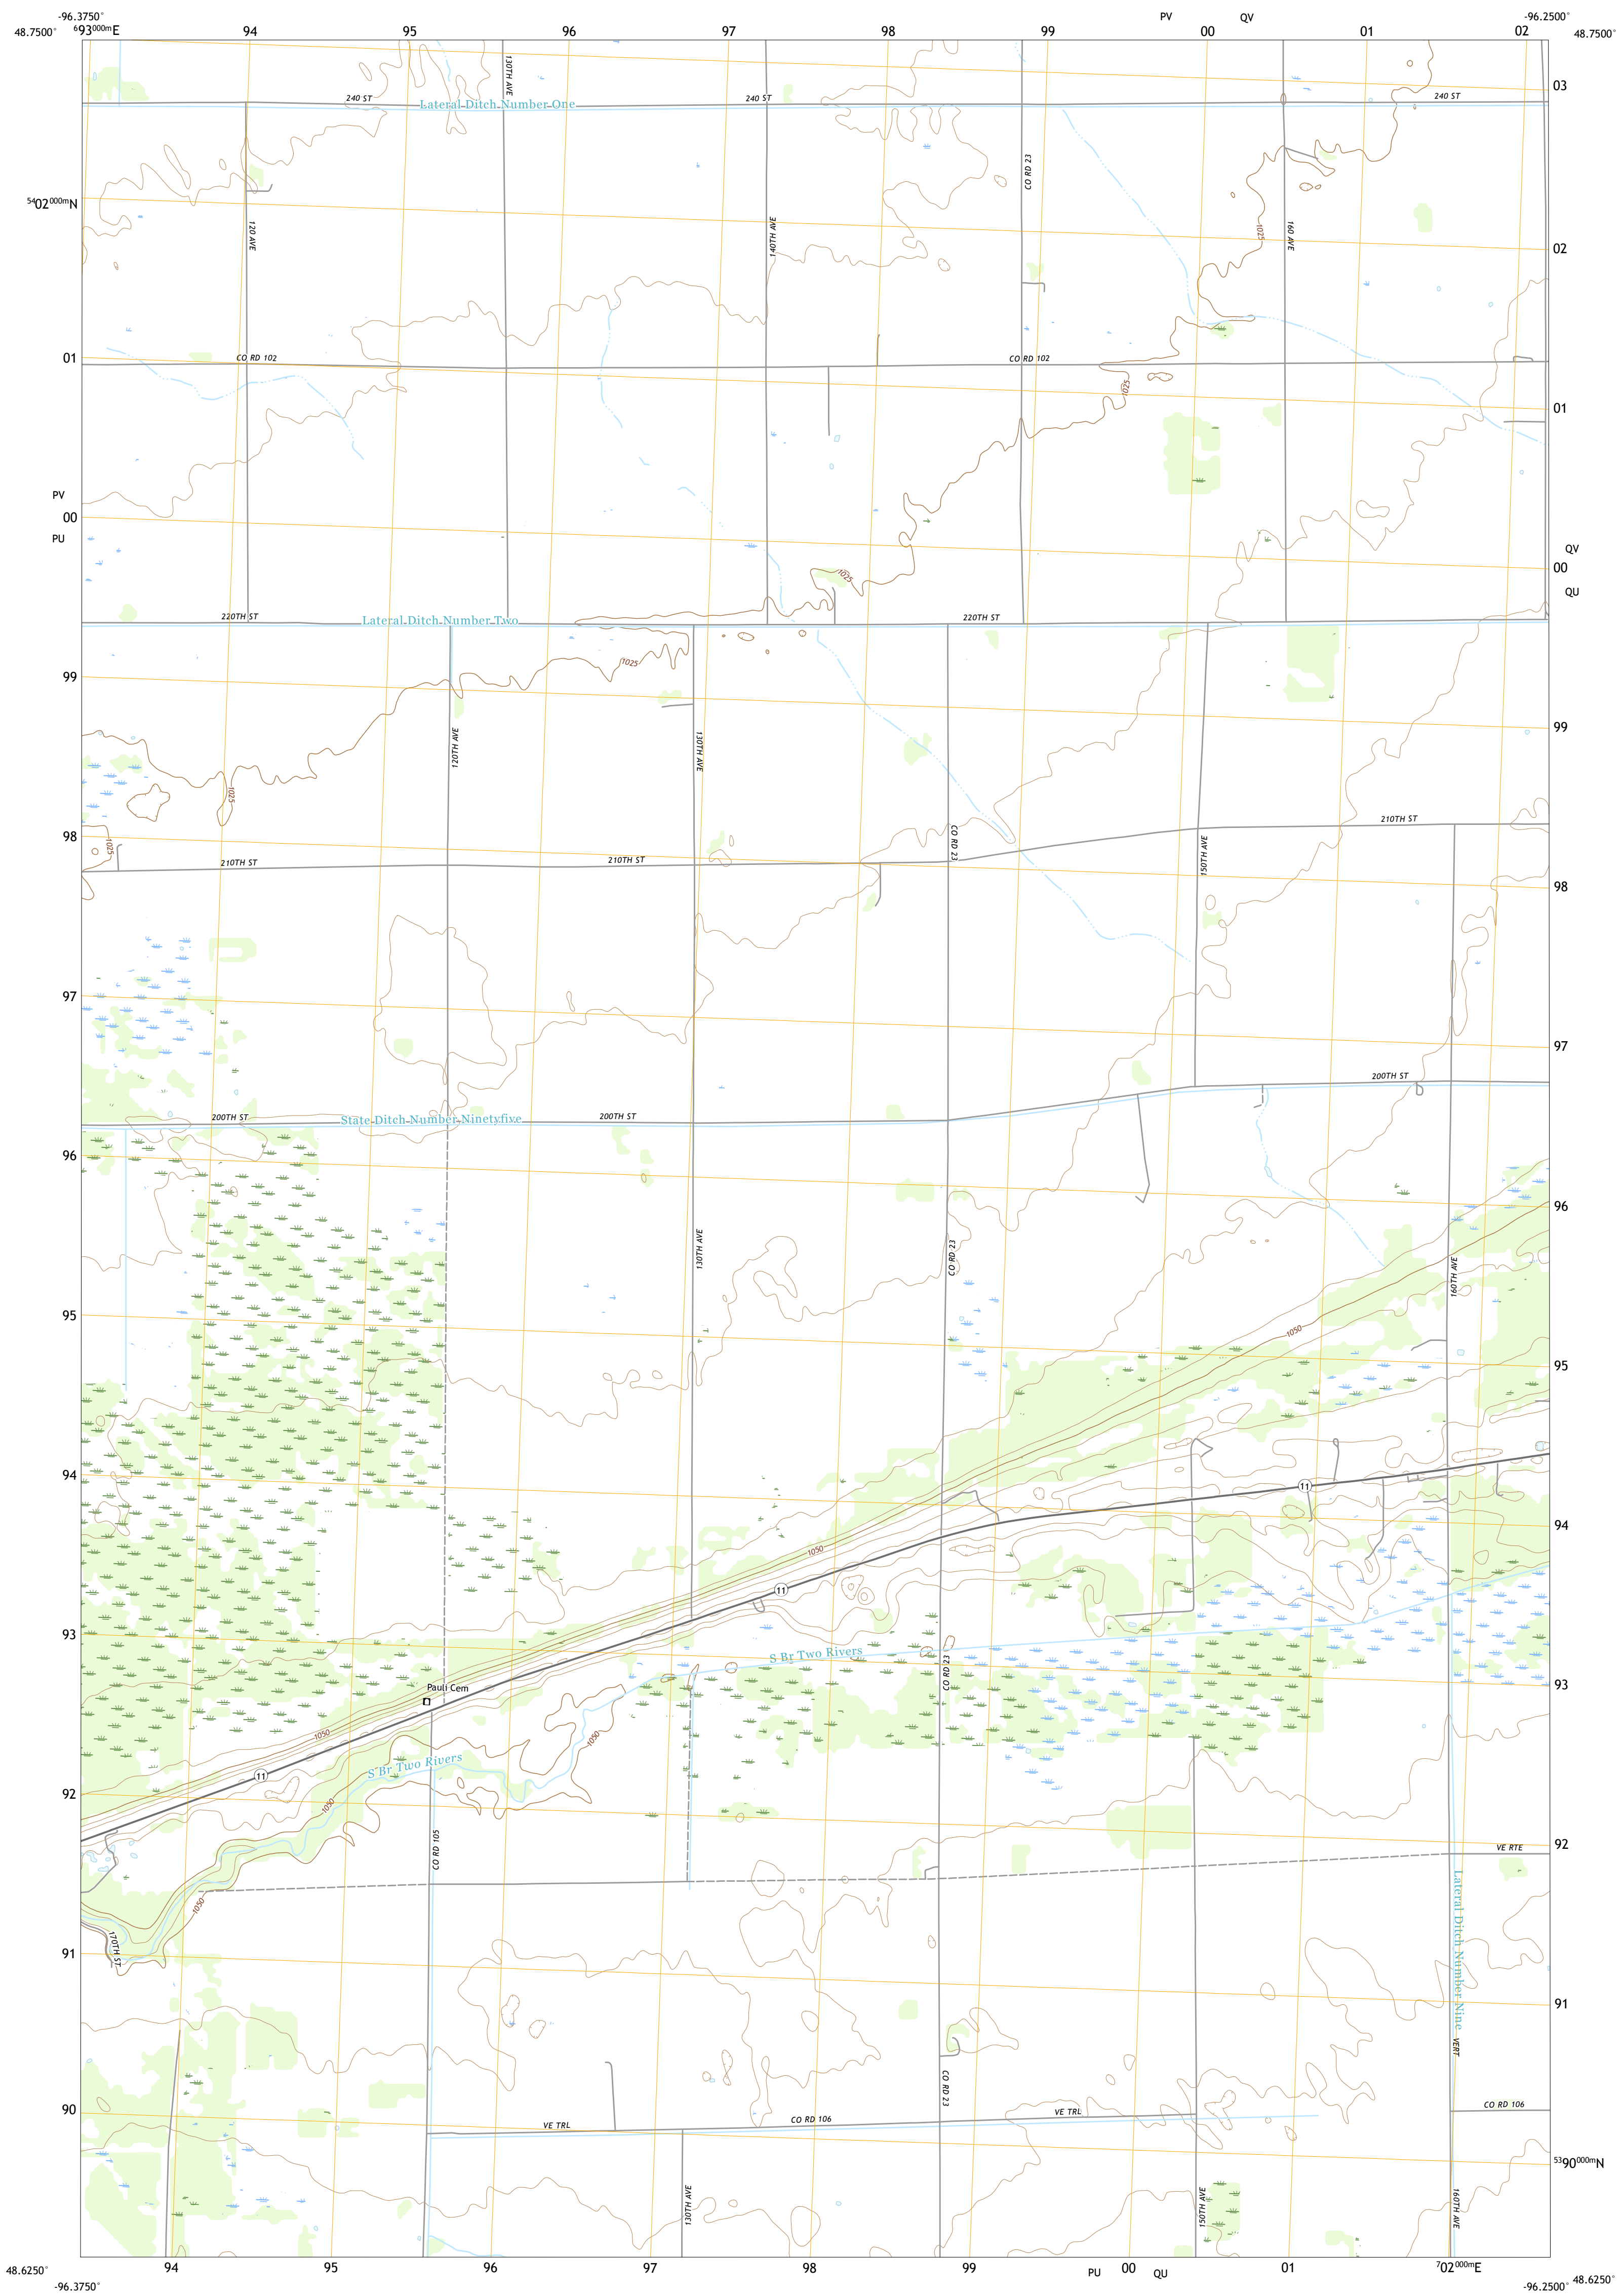 -96.3750°
PV
QV
-96.2500°
48.7500°
⁶93⁰⁰⁰ᵐE
94
95
96
97
98
99
00
01
02
48.7500°
03
130TH AVE
240 ST
Lateral Ditch Number One
240 ST
240 ST
CO RD 23
⁵⁴02⁰⁰⁰ᵐN
120 AVE
140TH AVE
1025
160 AVE
02
01
CO RD 102
CO RD 102
1025
01
PV
00
PU
QV
00
QU
1025
220TH ST
Lateral Ditch Number Two
220TH ST
1025
99
99
120TH AVE
130TH AVE
1025
210TH ST
98
1025
CO RD 23
150TH AVE
210TH ST
210TH ST
98
97
97
200TH ST
200TH ST
State Ditch Number Ninetyfive
200TH ST
96
96
130TH AVE
CO RD 23
160TH AVE
95
1050
95
94
11
94
1050
11
93
S Br Two Rivers
CO RD 23
93
Pauli Cem
1050
1050
S Br Two Rivers
11
92
1050
CO RD 105
92
VE RTE
1050
170TH ST
91
Lateral Ditch Number Nine
91
VERT
CO RD 23
90
VE TRL
CO RD 106
VE TRL
CO RD 106
⁵³90⁰⁰⁰ᵐN
130TH AVE
150TH AVE
160TH AVE
48.6250°
94
95
96
97
98
99
00
01
⁷02⁰⁰⁰ᵐE
PU
QU
48.6250°
-96.3750°
-96.2500°